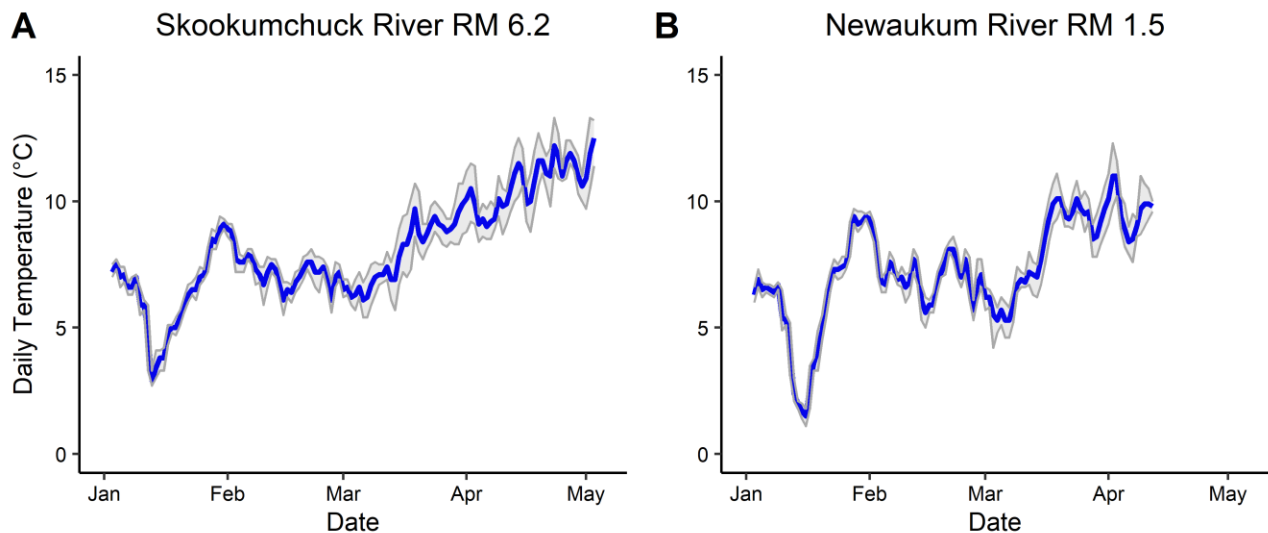 A Skookumchuck River RM 6.2
B Newaukum River RM 1.5
Daily Temperature (°C)
15
10
5
0
Jan Feb Mar Apr May
Date
15
10
5
0
Jan Feb Mar Apr May
Date